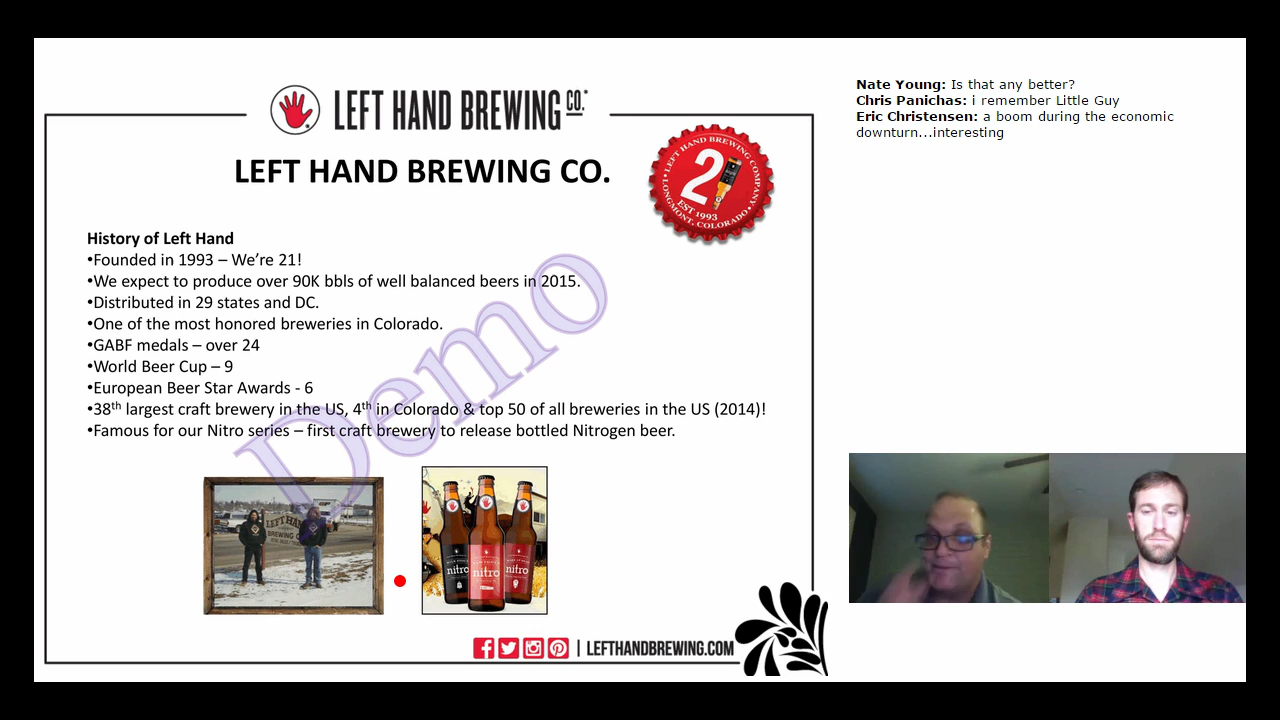 LEFT HAND BREWING CO.
LEFT HAND BREWING CO.
LEFT HAND BREWING COMPANY
2
EST 1993
LONGMONT, COLORADO
History of Left Hand
•Founded in 1993 – We’re 21!
•We expect to produce over 90K bbls of well balanced beers in 2015.
•Distributed in 29 states and DC.
•One of the most honored breweries in Colorado.
•GABF medals – over 24
•World Beer Cup – 9
•European Beer Star Awards - 6
•38th largest craft brewery in the US, 4th in Colorado & top 50 of all breweries in the US (2014)!
•Famous for our Nitro series – first craft brewery to release bottled Nitrogen beer.
Demo
LEFT HAND
BREWING CO
nitro
nitro
nitro
| LEFTHANDBREWING.COM
Nate Young: Is that any better?
Chris Panichas: i remember Little Guy
Eric Christensen: a boom during the economic
downturn...interesting